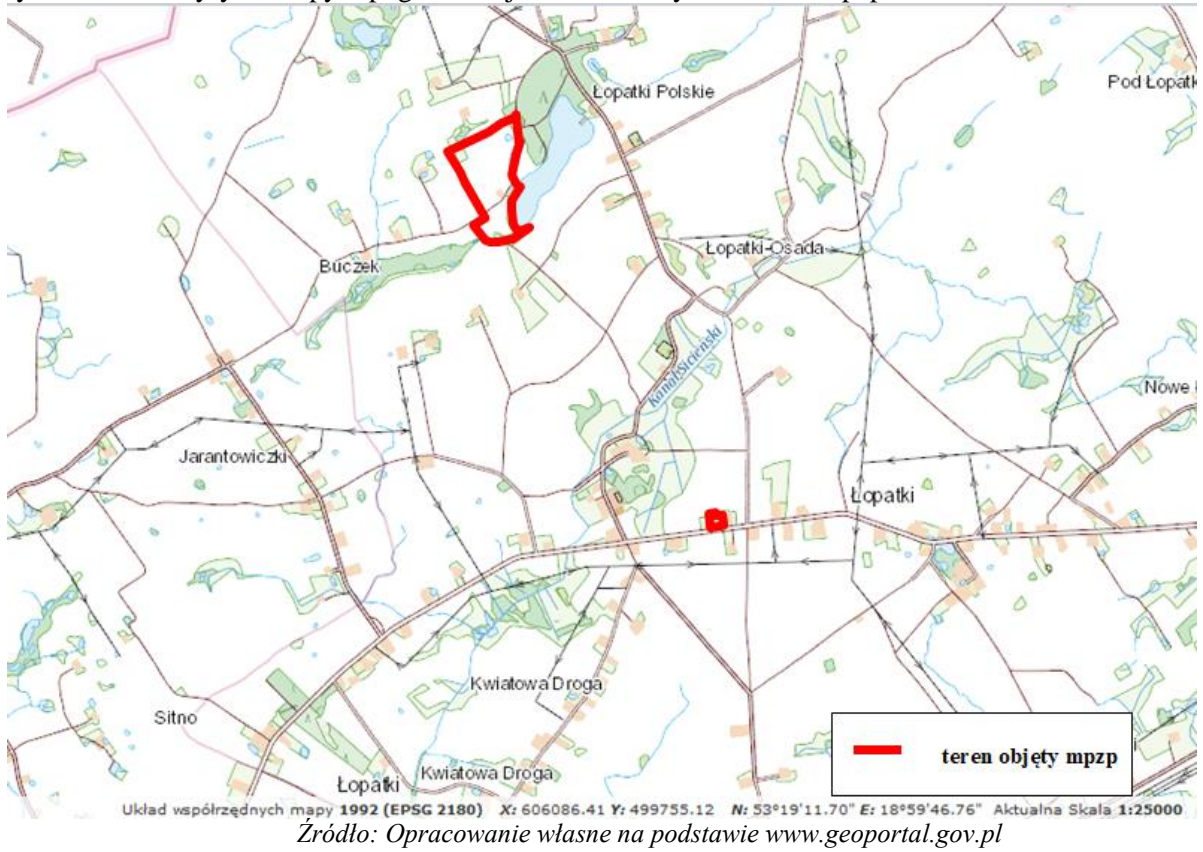 Łopatki Polskie
Pod Łopatk
Buczek
Łopatki-Osada
Kanał Sicieński
Nowe
Jarantowiczki
Łopatki
Kwiatowa Droga
Sitno
teren objęty mpzp
Łopatki
Kwiatowa Droga
Układ współrzędnych mapy 1992 (EPSG 2180) X: 606086.41 Y: 499755.12 N: 53°19'11.70" E: 18°59'46.76" Aktualna Skala 1:25000
Źródło: Opracowanie własne na podstawie www.geoportal.gov.pl